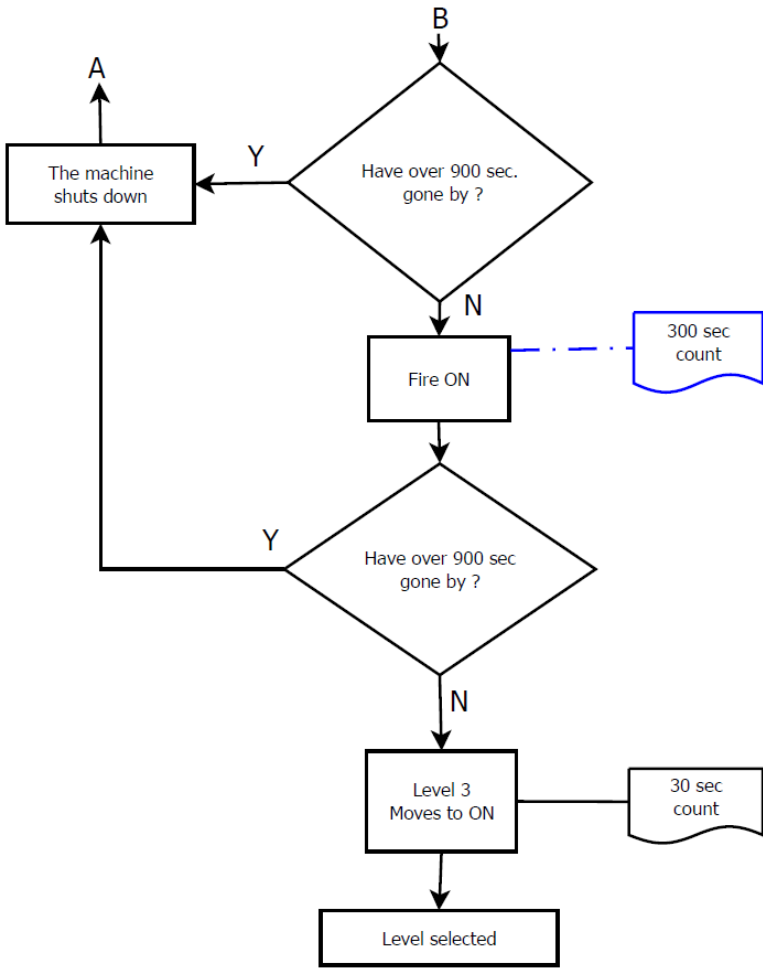 B
A
Y
The machine
shuts down
Have over 900 sec.
gone by ?
N
300 sec
count
Fire ON
Y
Have over 900 sec
gone by ?
N
Level 3
Moves to ON
30 sec
count
Level selected